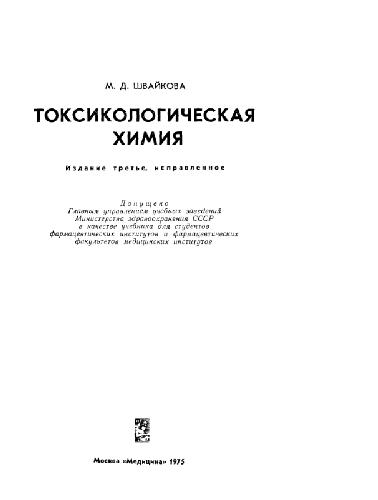 М. Д. ШВАЙКОВА
ТОКСИКОЛОГИЧЕСКАЯ
ХИМИЯ
Издание третье, исправленное
Допущено
Главным управлением учебных заведений
Министерства здравоохранения СССР
в качестве учебника для студентов
фармацевтических институтов и фармацевтических
факультетов медицинских институтов
Москва «Медицина» 1975